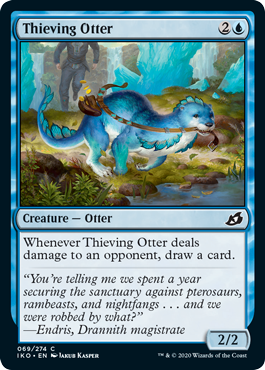 Thieving Otter 2
Creature — Otter
Whenever Thieving Otter deals
damage to an opponent, draw a card.
“You’re telling me we spent a year
securing the sanctuary against pterosaurs,
rambeasts, and nightfangs . . . and we
were robbed by what?”
—Endris, Drannith magistrate
2/2
069/274 C
IKO • EN Jakub Kasper ™ & © 2020 Wizards of the Coast